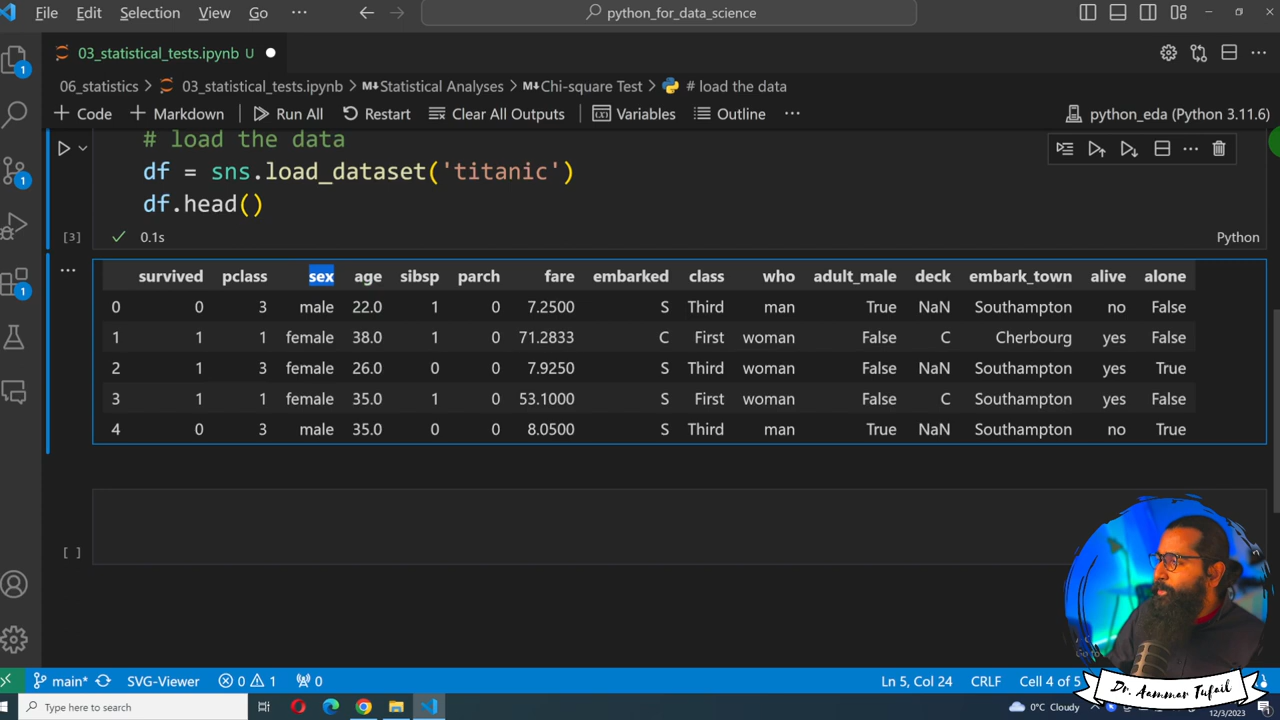 File Edit Selection View Go ··· python_for_data_science
03_statistical_tests.ipynb U
06_statistics > 03_statistical_tests.ipynb > Statistical Analyses > Chi-square Test > # load the data
Code Markdown Run All Restart Clear All Outputs Variables Outline ··· python_eda (Python 3.11.6)
# load the data
df = sns.load_dataset('titanic')
df.head()
[3] 0.1s Python
survived pclass sex age sibsp parch fare embarked class who adult_male deck embark_town alive alone
0 0 3 male 22.0 1 0 7.2500 S Third man True NaN Southampton no False
1 1 1 female 38.0 1 0 71.2833 C First woman False C Cherbourg yes False
2 1 3 female 26.0 0 0 7.9250 S Third woman False NaN Southampton yes True
3 1 1 female 35.0 1 0 53.1000 S First woman False C Southampton yes False
4 0 3 male 35.0 0 0 8.0500 S Third man True NaN Southampton no True
[ ]
Dr. Aammar Tufail
main* SVG-Viewer 0 1 0 Ln 5, Col 24 CRLF Cell 4 of 5
Type here to search 0°C Cloudy
12/3/2023